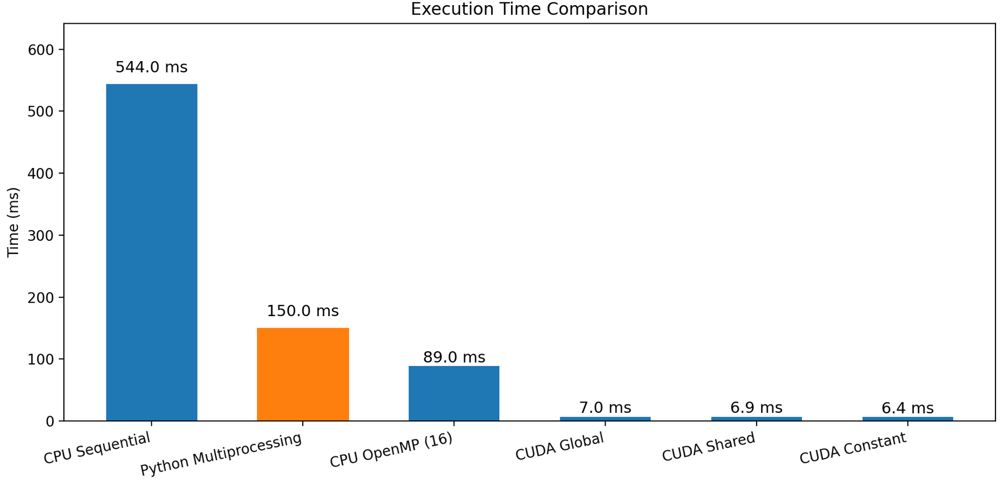 Execution Time Comparison
Time (ms)
600
500
400
300
200
100
0
544.0 ms
150.0 ms
89.0 ms
7.0 ms
6.9 ms
6.4 ms
CPU Sequential
Python Multiprocessing
CPU OpenMP (16)
CUDA Global
CUDA Shared
CUDA Constant